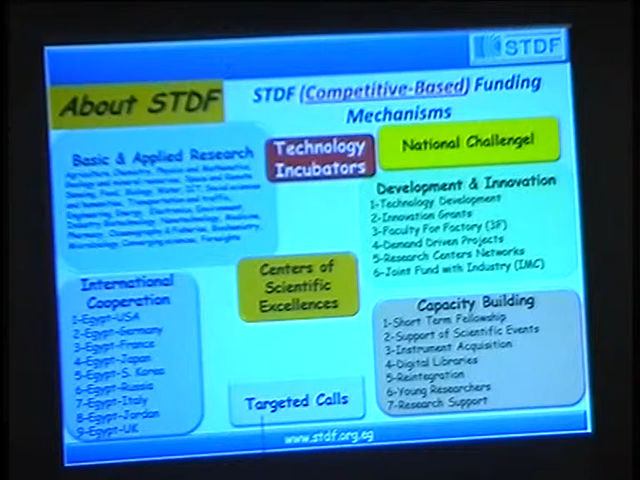 STDF
About STDF
STDF (Competitive-Based) Funding
Mechanisms
Basic & Applied Research
Technology
Incubators
National Challenge!
Development & Innovation
1-Technology Development
2-Innovation Grants
3-Faculty For Factory (3F)
4-Demand Driven Projects
5-Research Centers Networks
6-Joint Fund with Industry (IMC)
International
Cooperation
1-Egypt-USA
2-Egypt-Germany
3-Egypt-France
4-Egypt-Japan
5-Egypt-S. Korea
6-Egypt-Russia
7-Egypt-Italy
8-Egypt-Jordan
9-Egypt-UK
Centers of
Scientific
Excellences
Capacity Building
1-Short Term Fellowship
2-Support of Scientific Events
3-Instrument Acquisition
4-Digital Libraries
5-Reintegration
6-Young Researchers
7-Research Support
Targeted Calls
www.stdf.org.eg